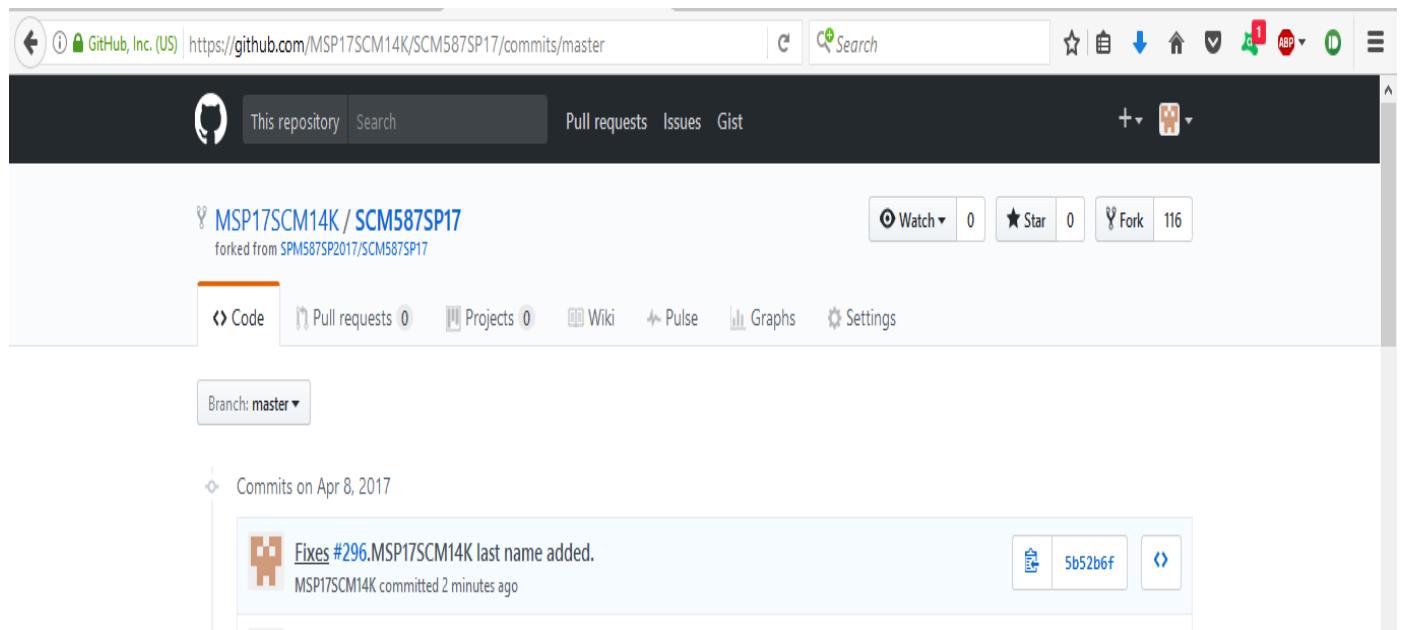 GitHub, Inc. (US) https://github.com/MSP17SCM14K/SCM587SP17/commits/master Search 1 ABP
This repository Search Pull requests Issues Gist
MSP17SCM14K / SCM587SP17 Watch 0 Star 0 Fork 116
forked from SPM587SP2017/SCM587SP17
Code Pull requests 0 Projects 0 Wiki Pulse Graphs Settings
Branch: master
Commits on Apr 8, 2017
Fixes #296.MSP17SCM14K last name added. 5b52b6f
MSP17SCM14K committed 2 minutes ago